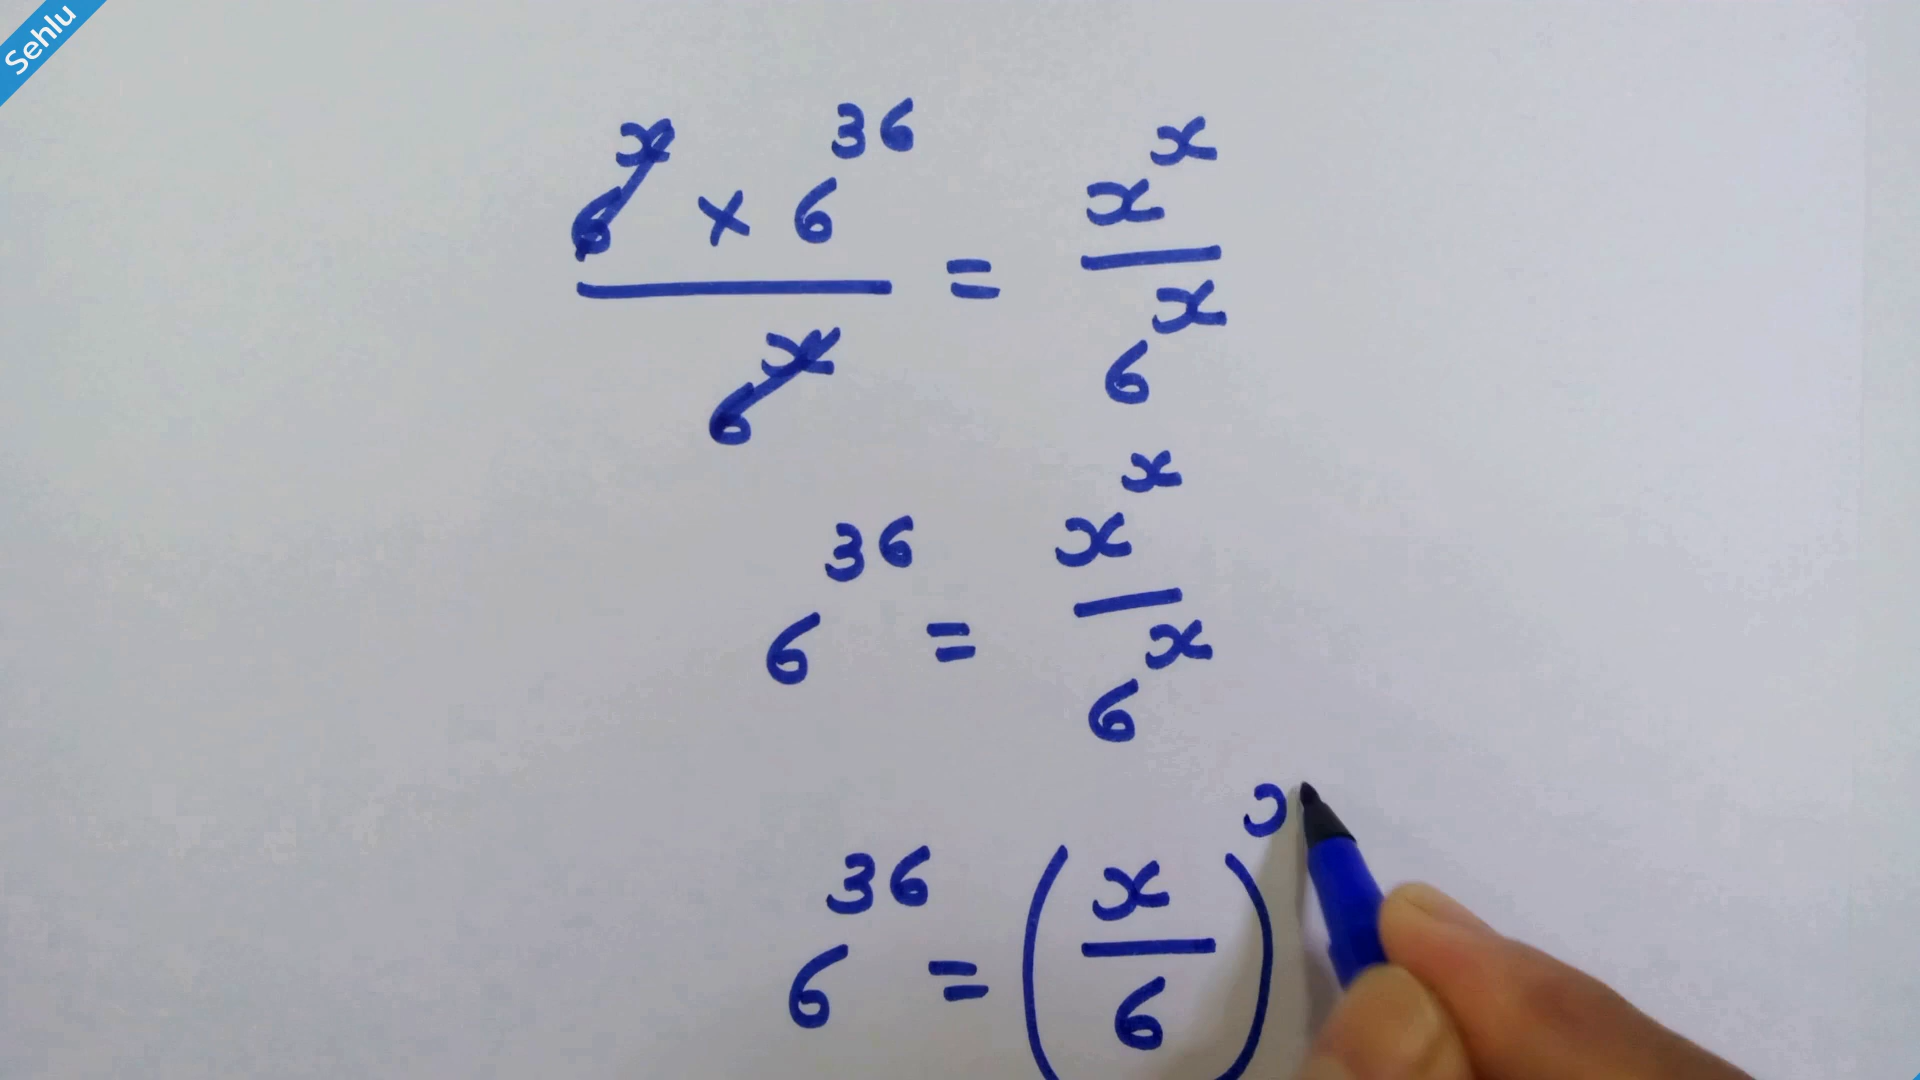 Sehlu
6^x × 6^36 / 6^x = x^x / 6^x
6^36 = x^x / 6^x
6^36 = (x/6)